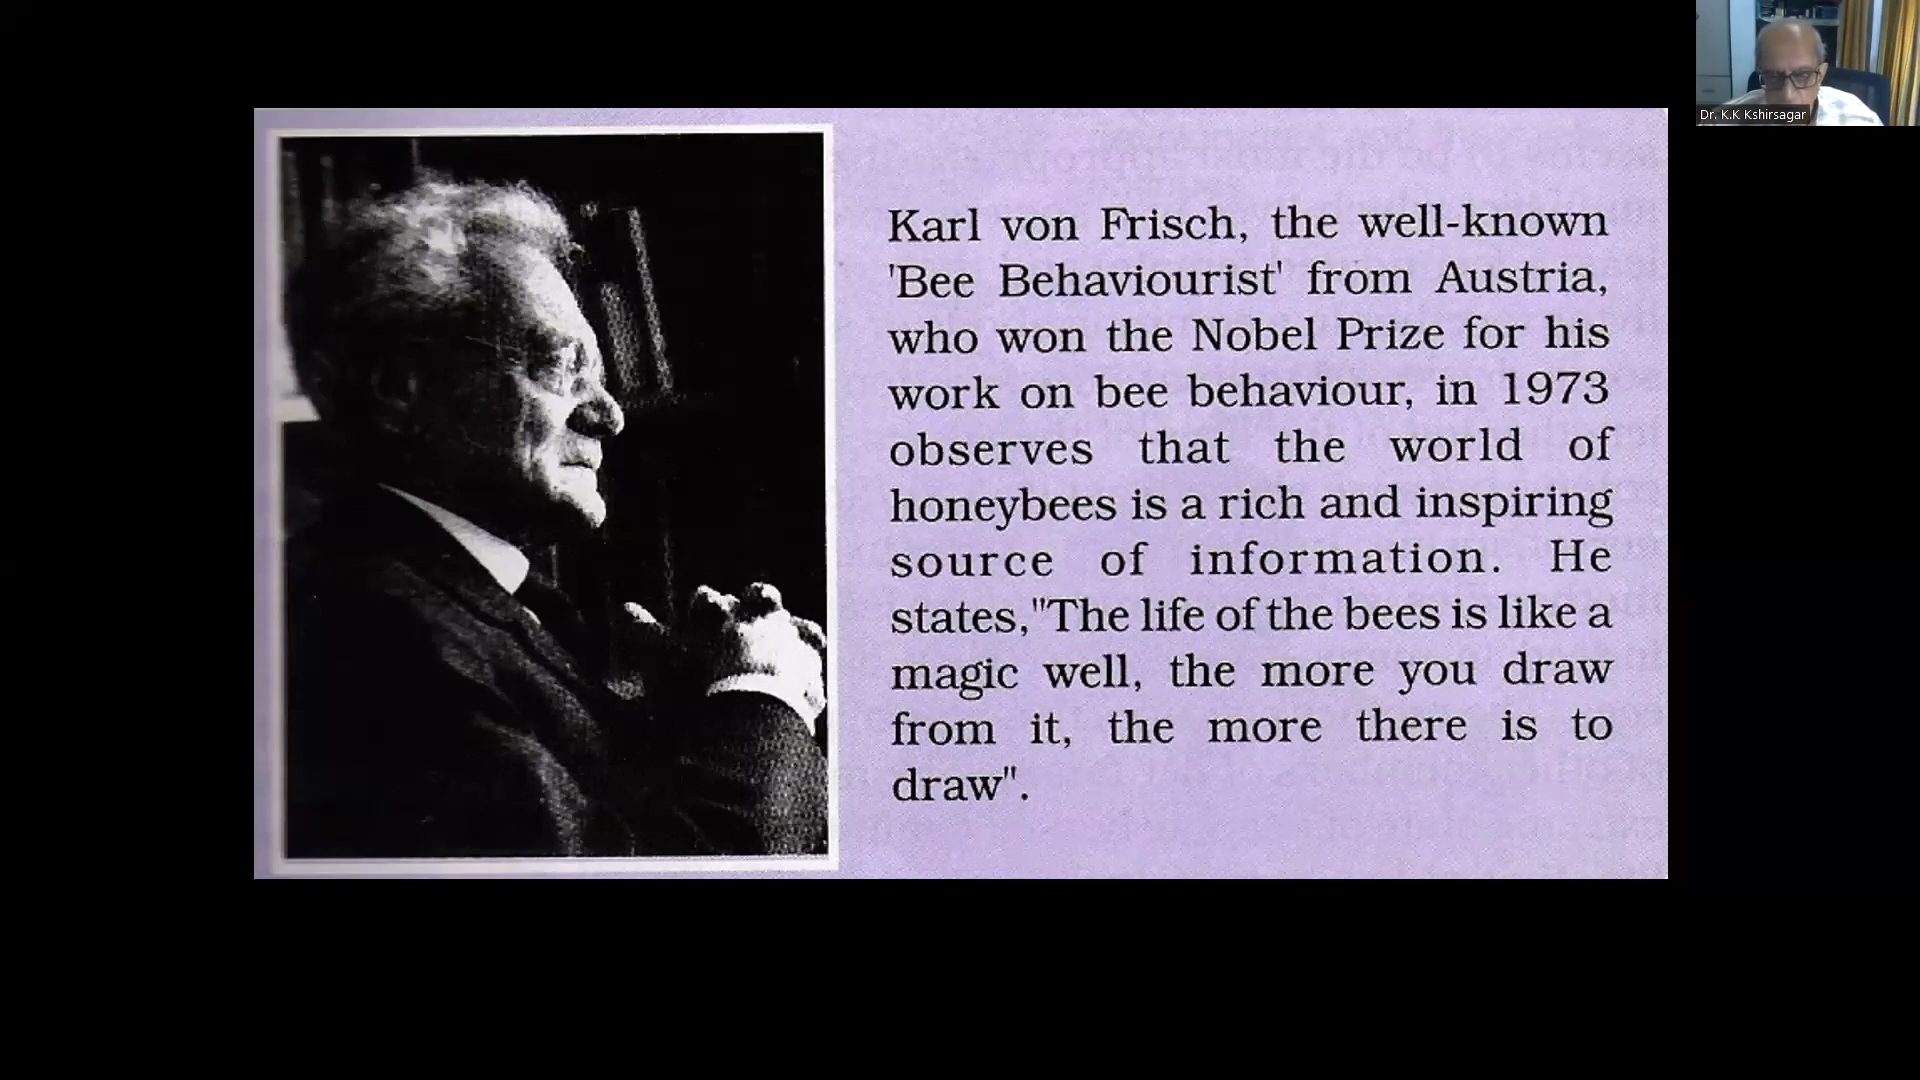 Karl von Frisch, the well-known
'Bee Behaviourist' from Austria,
who won the Nobel Prize for his
work on bee behaviour, in 1973
observes that the world of
honeybees is a rich and inspiring
source of information. He
states,"The life of the bees is like a
magic well, the more you draw
from it, the more there is to
draw".
Dr. K.K Kshirsagar